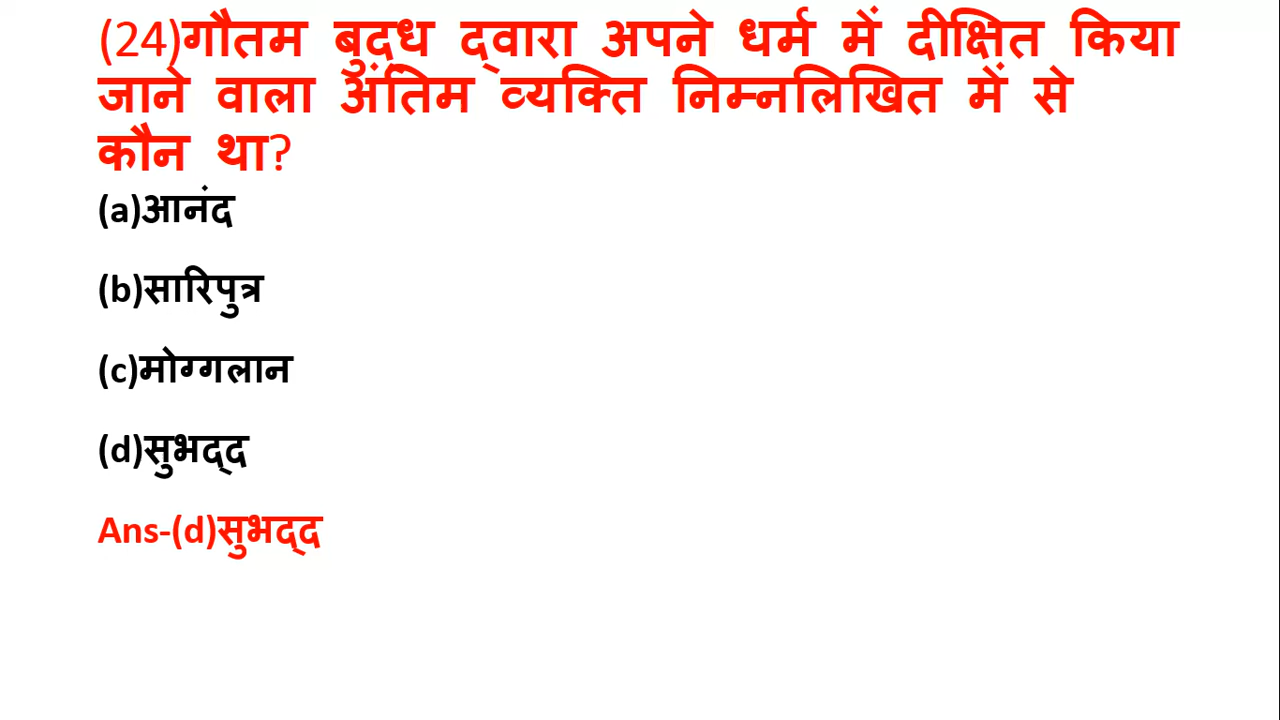 (24)गौतम बुद्ध द्वारा अपने धर्म में दीक्षित किया
जाने वाला अंतिम व्यक्ति निम्नलिखित में से
कौन था?
(a)आनंद
(b)सारिपुत्र
(c)मोग्गलान
(d)सुभद्द
Ans-(d)सुभद्द